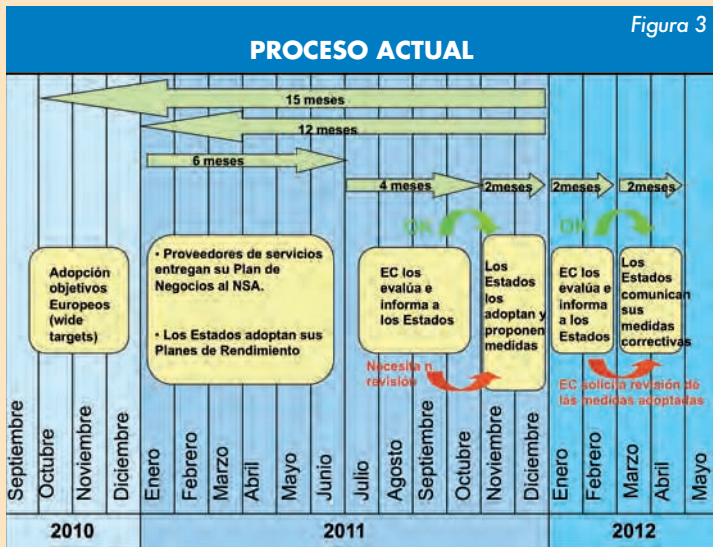 Figura 3
PROCESO ACTUAL
15 meses
12 meses
6 meses
4 meses
2meses
2meses
2meses
OK
OK
Adopción
objetivos
Europeos
(wide
targets)
• Proveedores de servicios
entregan su Plan de
Negocios al NSA.
• Los Estados adoptan sus
Planes de Rendimiento
EC los
evalúa e
informa a
los Estados
Los
Estados
los
adoptan y
proponen
medidas
EC los
evalúa e
informa
a los
Estados
Los
Estados
comunican
sus
medidas
correctivas
Necesita n
revisión
EC solicita revisión de
las medidas adoptadas
Septiembre
Octubre
Noviembre
Diciembre
Enero
Febrero
Marzo
Abril
Mayo
Junio
Julio
Agosto
Septiembre
Octubre
Noviembre
Diciembre
Enero
Febrero
Marzo
Abril
Mayo
2010
2011
2012